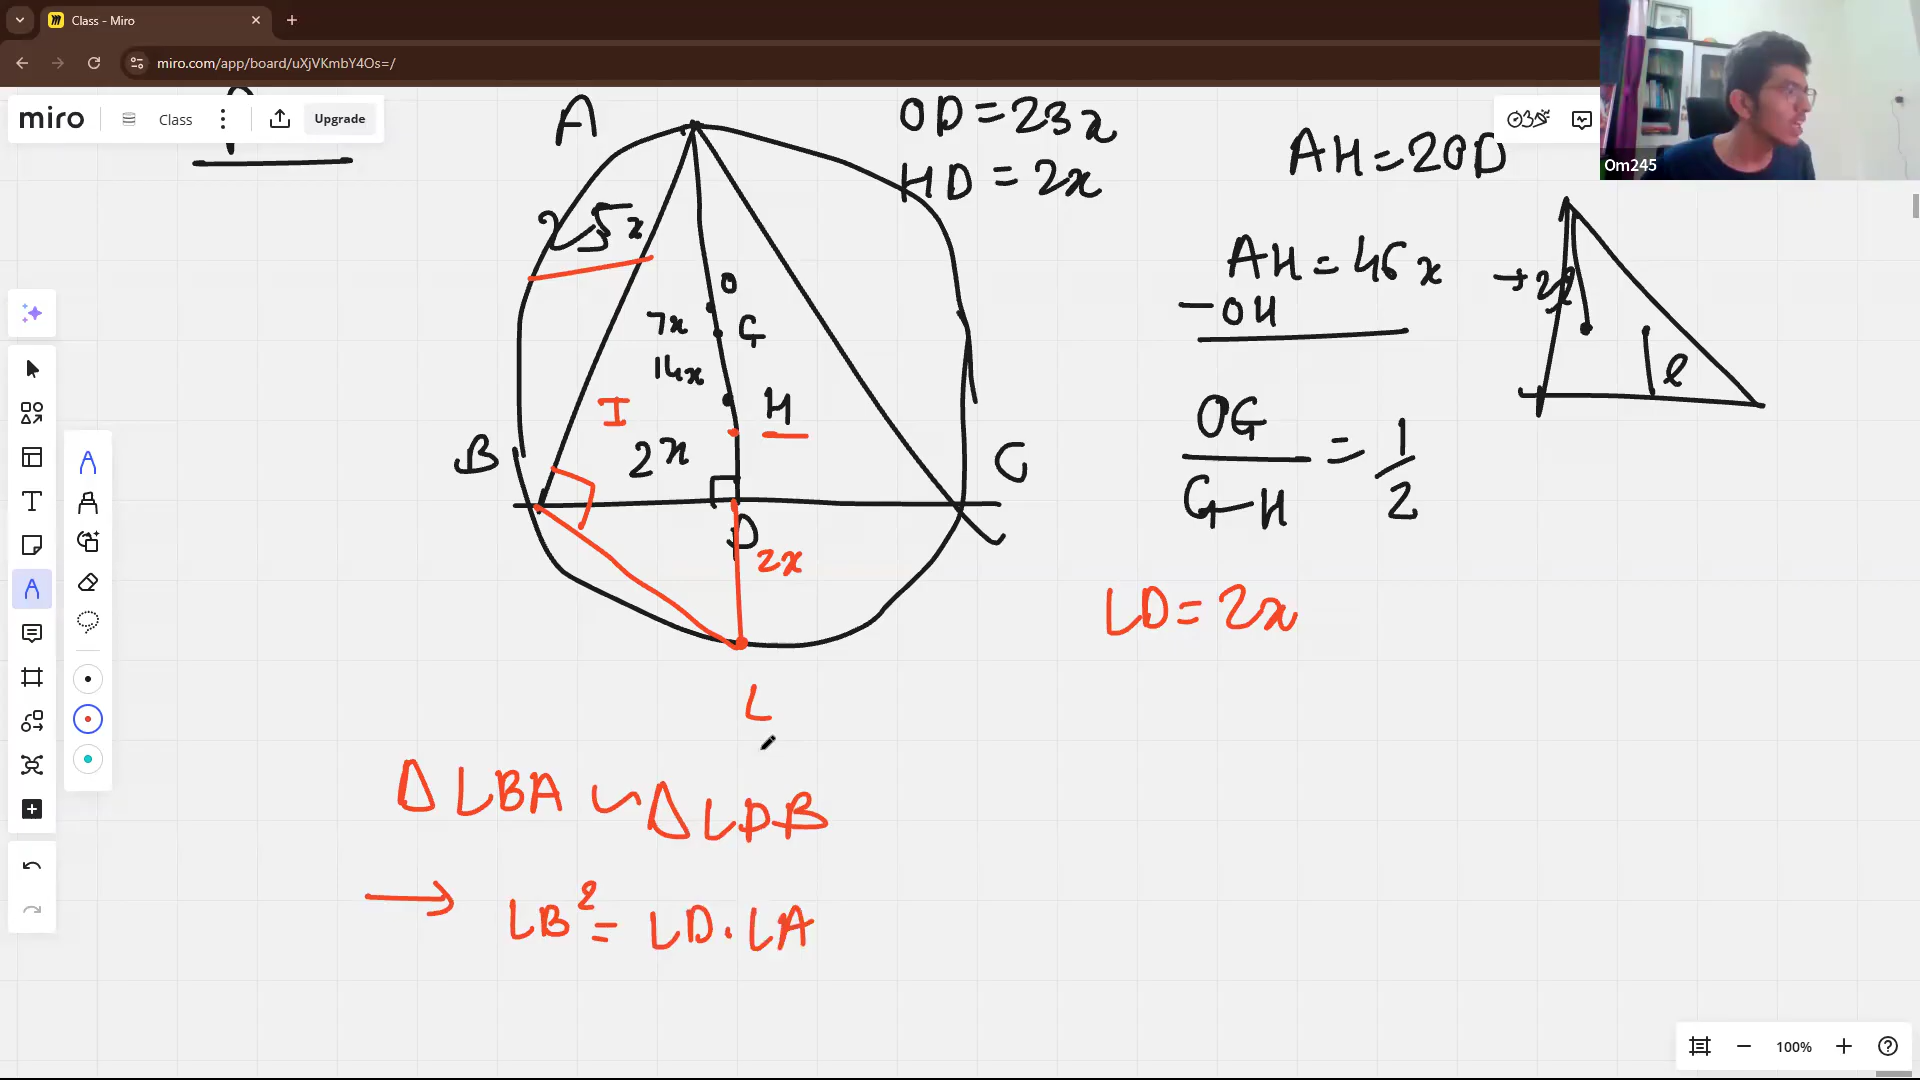 Class - Miro
miro.com/app/board/uXjVKmbY4Os=/
miro
Class
Upgrade
Om245
A
OD = 23x
HD = 2x
AH = 2OD
25x
AH = 46x
- OH
O
7x
G
14x
I
H
2x
B
C
OG
G-H
= 1
2
l
D
2x
LD = 2x
L
Δ LBA ∽ Δ LDB
→ LB² = LD . LA
T
100%